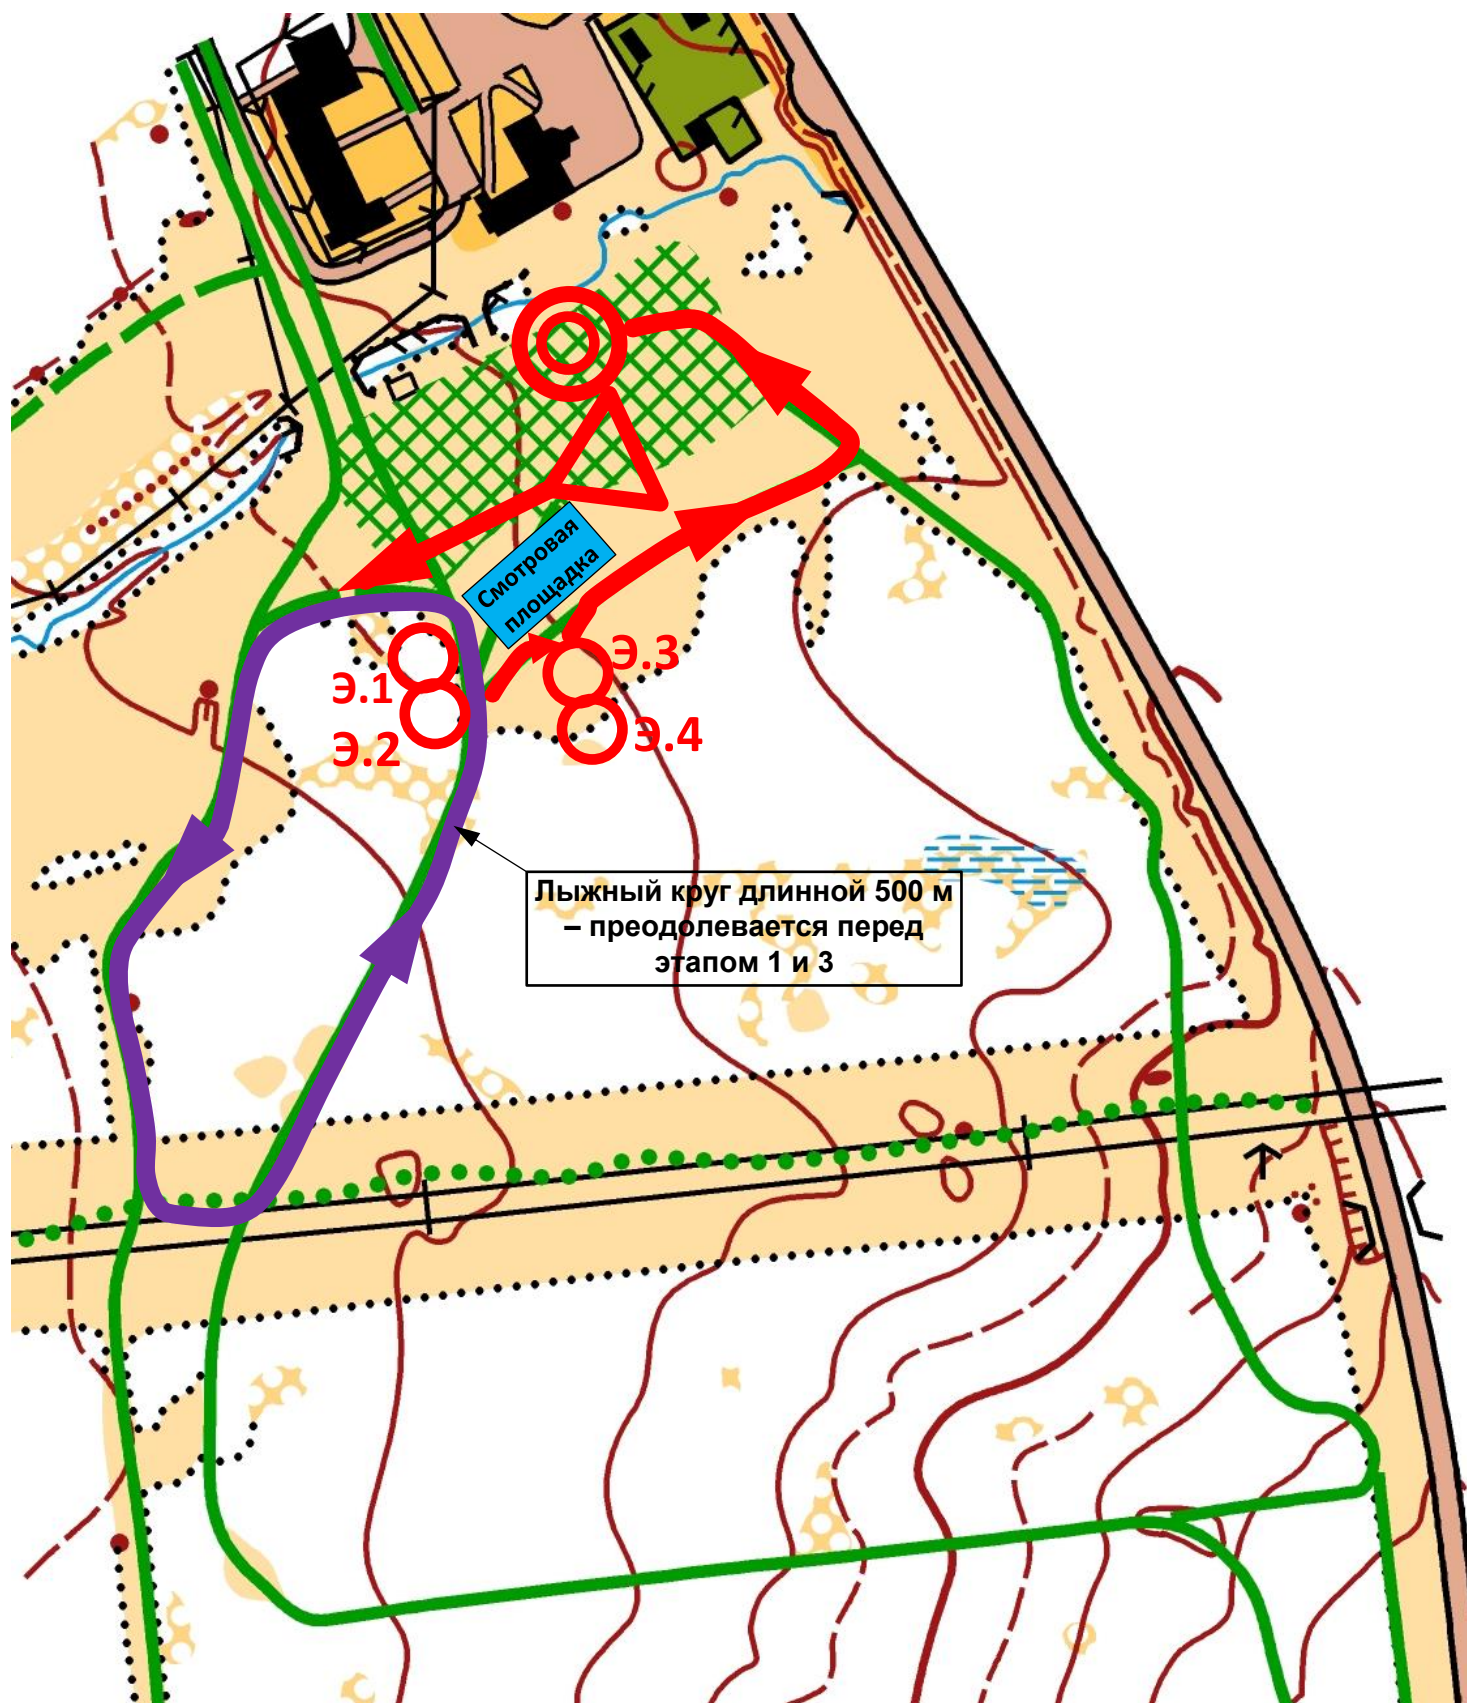 Смотровая
площадка
Э.3
Э.1
Э.4
Э.2
Лыжный круг длинной 500 м
– преодолевается перед
этапом 1 и 3